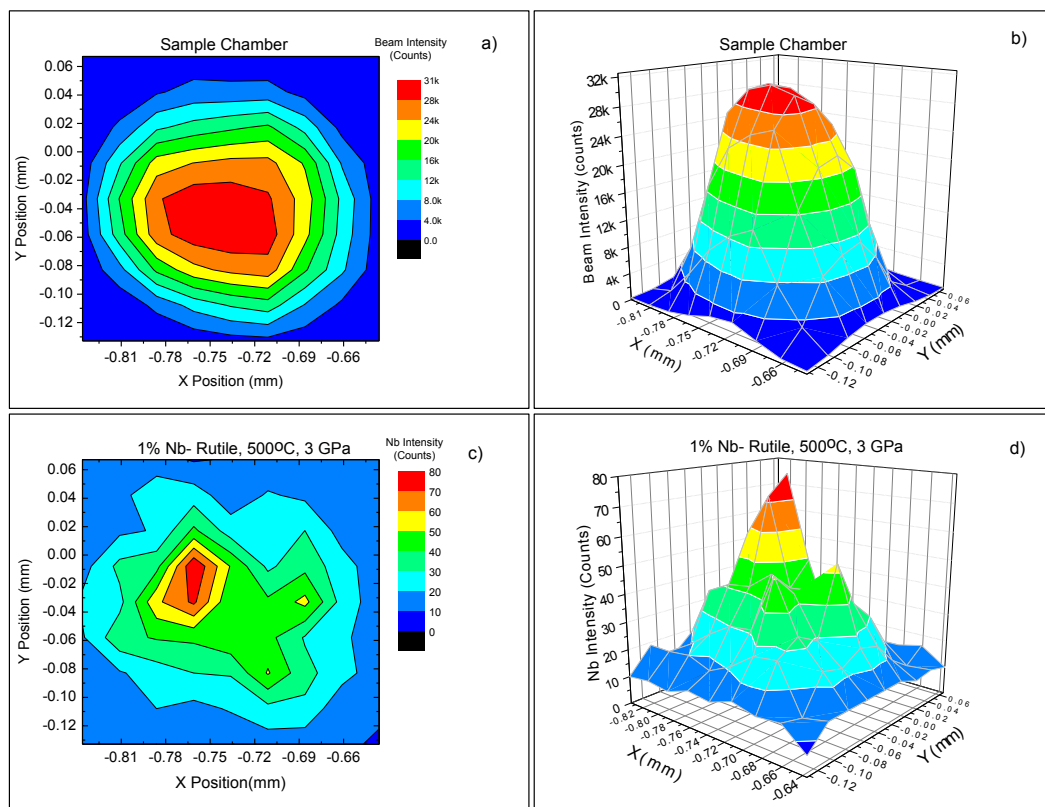 Sample Chamber
Beam Intensity
(Counts)
a)
31k
28k
24k
20k
16k
12k
8.0k
4.0k
0.0
0.06
0.04
0.02
0.00
-0.02
-0.04
-0.06
-0.08
-0.10
-0.12
Y Position (mm)
-0.81
-0.78
-0.75
-0.72
-0.69
-0.66
X Position (mm)
Sample Chamber
b)
32k
28k
24k
20k
16k
12k
8k
4k
0
Beam Intensity (counts)
-0.81
-0.78
-0.75
-0.72
-0.69
-0.66
X (mm)
0.06
0.04
0.02
0.00
-0.02
-0.04
-0.06
-0.08
-0.10
-0.12
Y (mm)
1% Nb- Rutile, 500ºC, 3 GPa
Nb Intensity
(Counts)
c)
80
70
60
50
40
30
20
10
0
0.06
0.04
0.02
0.00
-0.02
-0.04
-0.06
-0.08
-0.10
-0.12
Y Position (mm)
-0.81
-0.78
-0.75
-0.72
-0.69
-0.66
X Position(mm)
1% Nb- Rutile, 500ºC, 3 GPa
d)
80
70
60
50
40
30
20
10
0
Nb Intensity (Counts)
-0.82
-0.80
-0.78
-0.76
-0.74
-0.72
-0.70
-0.68
-0.66
-0.64
X(mm)
0.06
0.04
0.02
0.00
-0.02
-0.04
-0.06
-0.08
-0.10
-0.12
Y (mm)